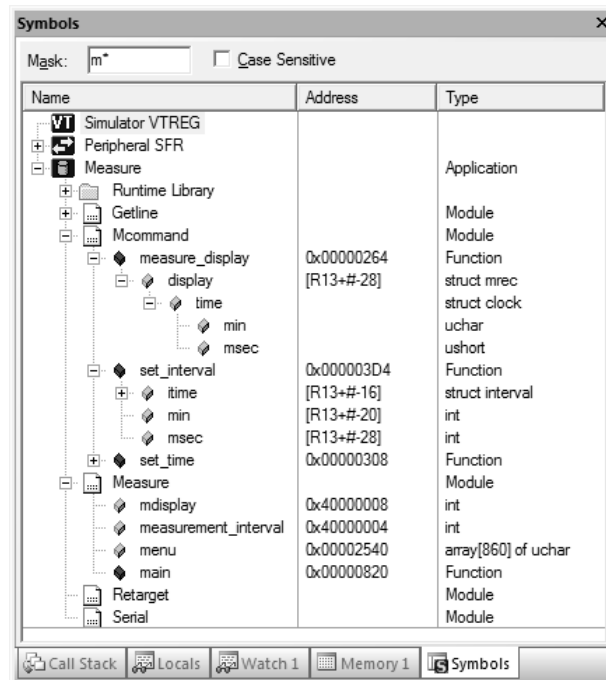 Symbols
Mask: m* Case Sensitive
Name Address Type
VT Simulator VTREG
Peripheral SFR
Measure Application
Runtime Library
Getline Module
Mcommand Module
measure_display 0x00000264 Function
display [R13+#-28] struct mrec
time struct clock
min uchar
msec ushort
set_interval 0x000003D4 Function
itime [R13+#-16] struct interval
min [R13+#-20] int
msec [R13+#-28] int
set_time 0x00000308 Function
Measure Module
mdisplay 0x40000008 int
measurement_interval 0x40000004 int
menu 0x00002540 array[860] of uchar
main 0x00000820 Function
Retarget Module
Serial Module
Call Stack Locals Watch 1 Memory 1 Symbols